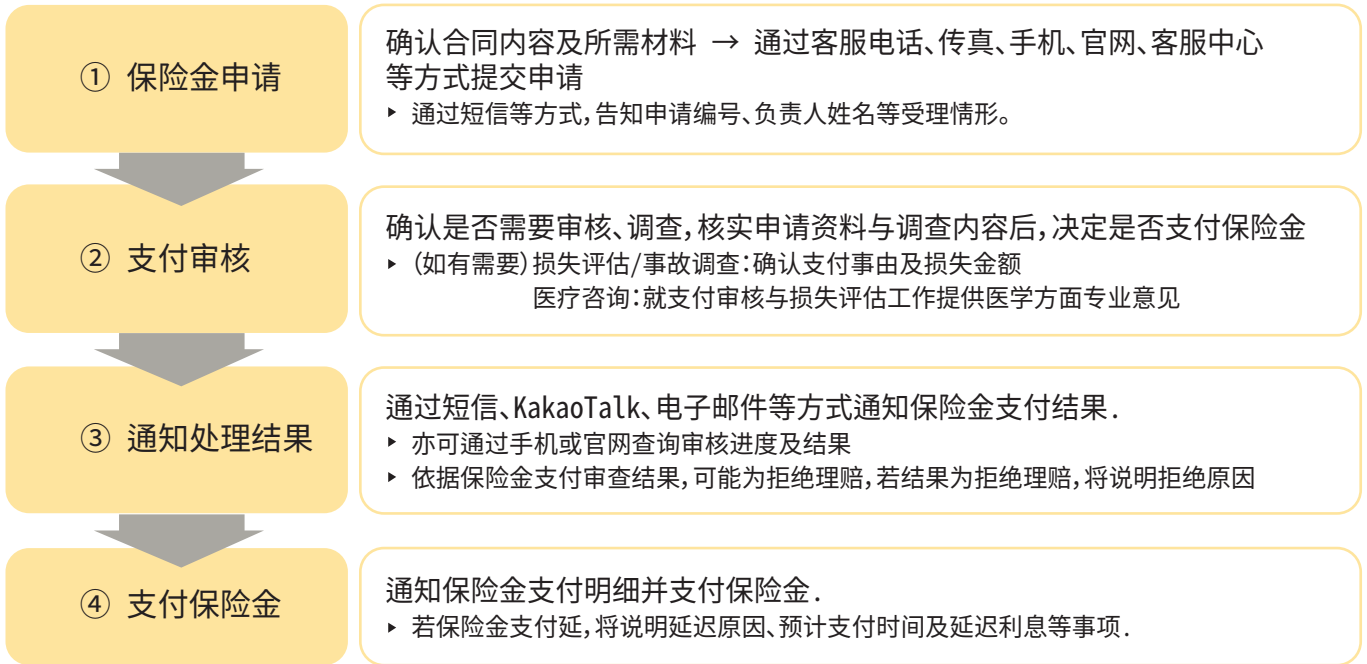 ① 保险金申请
确认合同内容及所需材料 → 通过客服电话、传真、手机、官网、客服中心
等方式提交申请
▸ 通过短信等方式，告知申请编号、负责人姓名等受理情形。
② 支付审核
确认是否需要审核、调查，核实申请资料与调查内容后，决定是否支付保险金
▸ （如有需要）损失评估/事故调查：确认支付事由及损失金额
医疗咨询：就支付审核与损失评估工作提供医学方面专业意见
③ 通知处理结果
通过短信、KakaoTalk、电子邮件等方式通知保险金支付结果.
▸ 亦可通过手机或官网查询审核进度及结果
▸ 依据保险金支付审查结果，可能为拒绝理赔，若结果为拒绝理赔，将说明拒绝原因
④ 支付保险金
通知保险金支付明细并支付保险金.
▸ 若保险金支付延，将说明延迟原因、预计支付时间及延迟利息等事项.